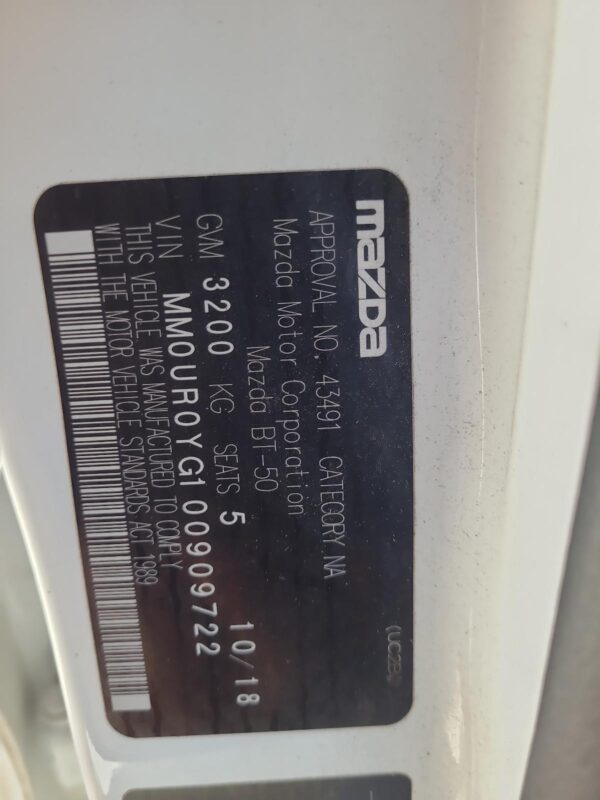 mazda
(UC2B)
APPROVAL NO. 43491 CATEGORY NA
Mazda Motor Corporation
Mazda BT-50
10/18
GVM 3200 KG SEATS 5
VIN MM0UR0YG100909722
THIS VEHICLE WAS MANUFACTURED TO COMPLY
WITH THE MOTOR VEHICLE STANDARDS ACT 1989